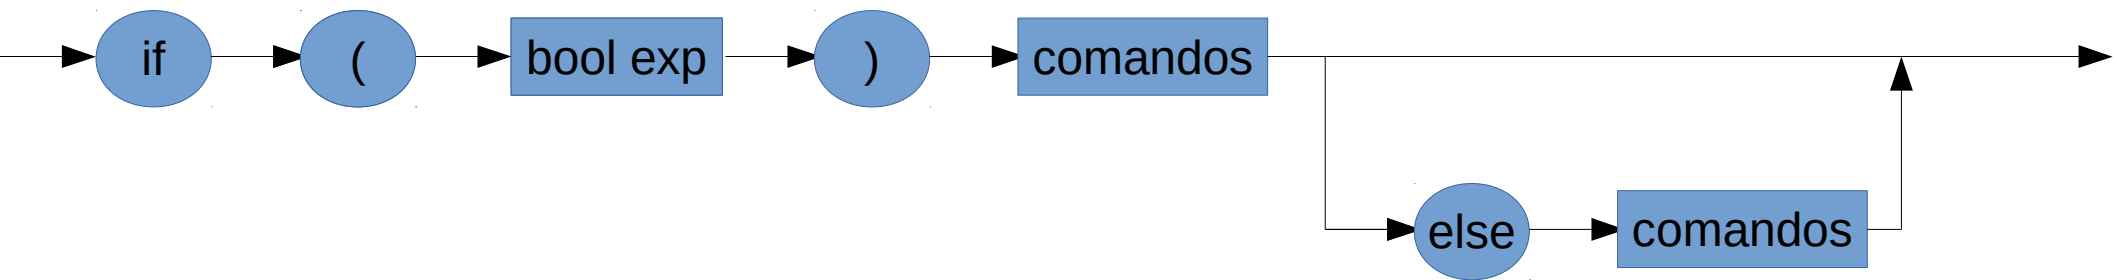 if ( bool exp ) comandos
else comandos